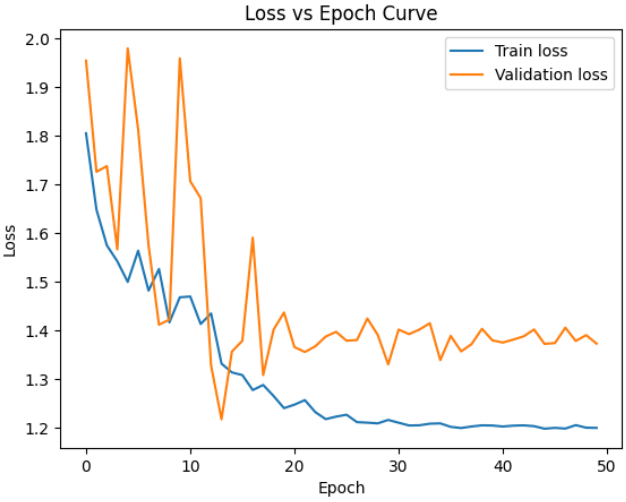 Loss vs Epoch Curve
Train loss
Validation loss
2.0
1.9
1.8
1.7
1.6
1.5
1.4
1.3
1.2
Loss
0 10 20 30 40 50
Epoch